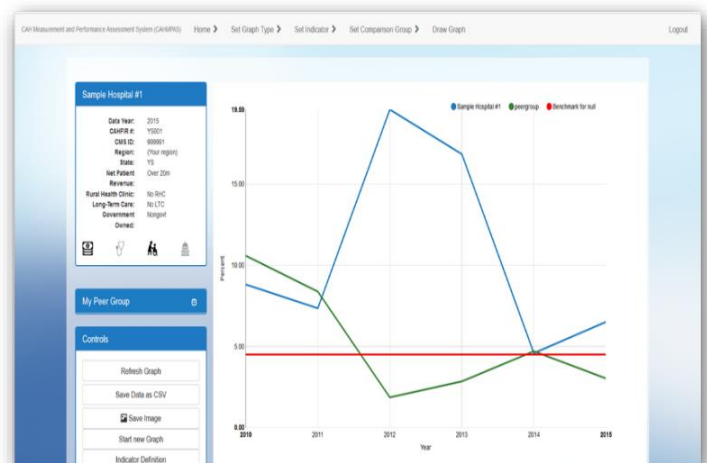 CAH Measurement and Performance Assessment System (CAHMPAS) Home ❯ Set Graph Type ❯ Set Indicator ❯ Set Comparison Group ❯ Draw Graph Logout
Sample Hospital #1
Data Year: 2015
CAHFIR #: YS001
CMS ID: 999991
Region: (Your region)
State: YS
Net Patient Revenue: Over 20m
Rural Health Clinic: No RHC
Long-Term Care: No LTC
Government Owned: Nongovt
My Peer Group
Controls
Refresh Graph
Save Data as CSV
Save Image
Start new Graph
Indicator Definition
Sample Hospital #1 peergroup Benchmark for null
19.59
15.00
10.00
5.00
0.00
Percent
2010 2011 2012 2013 2014 2015
Year